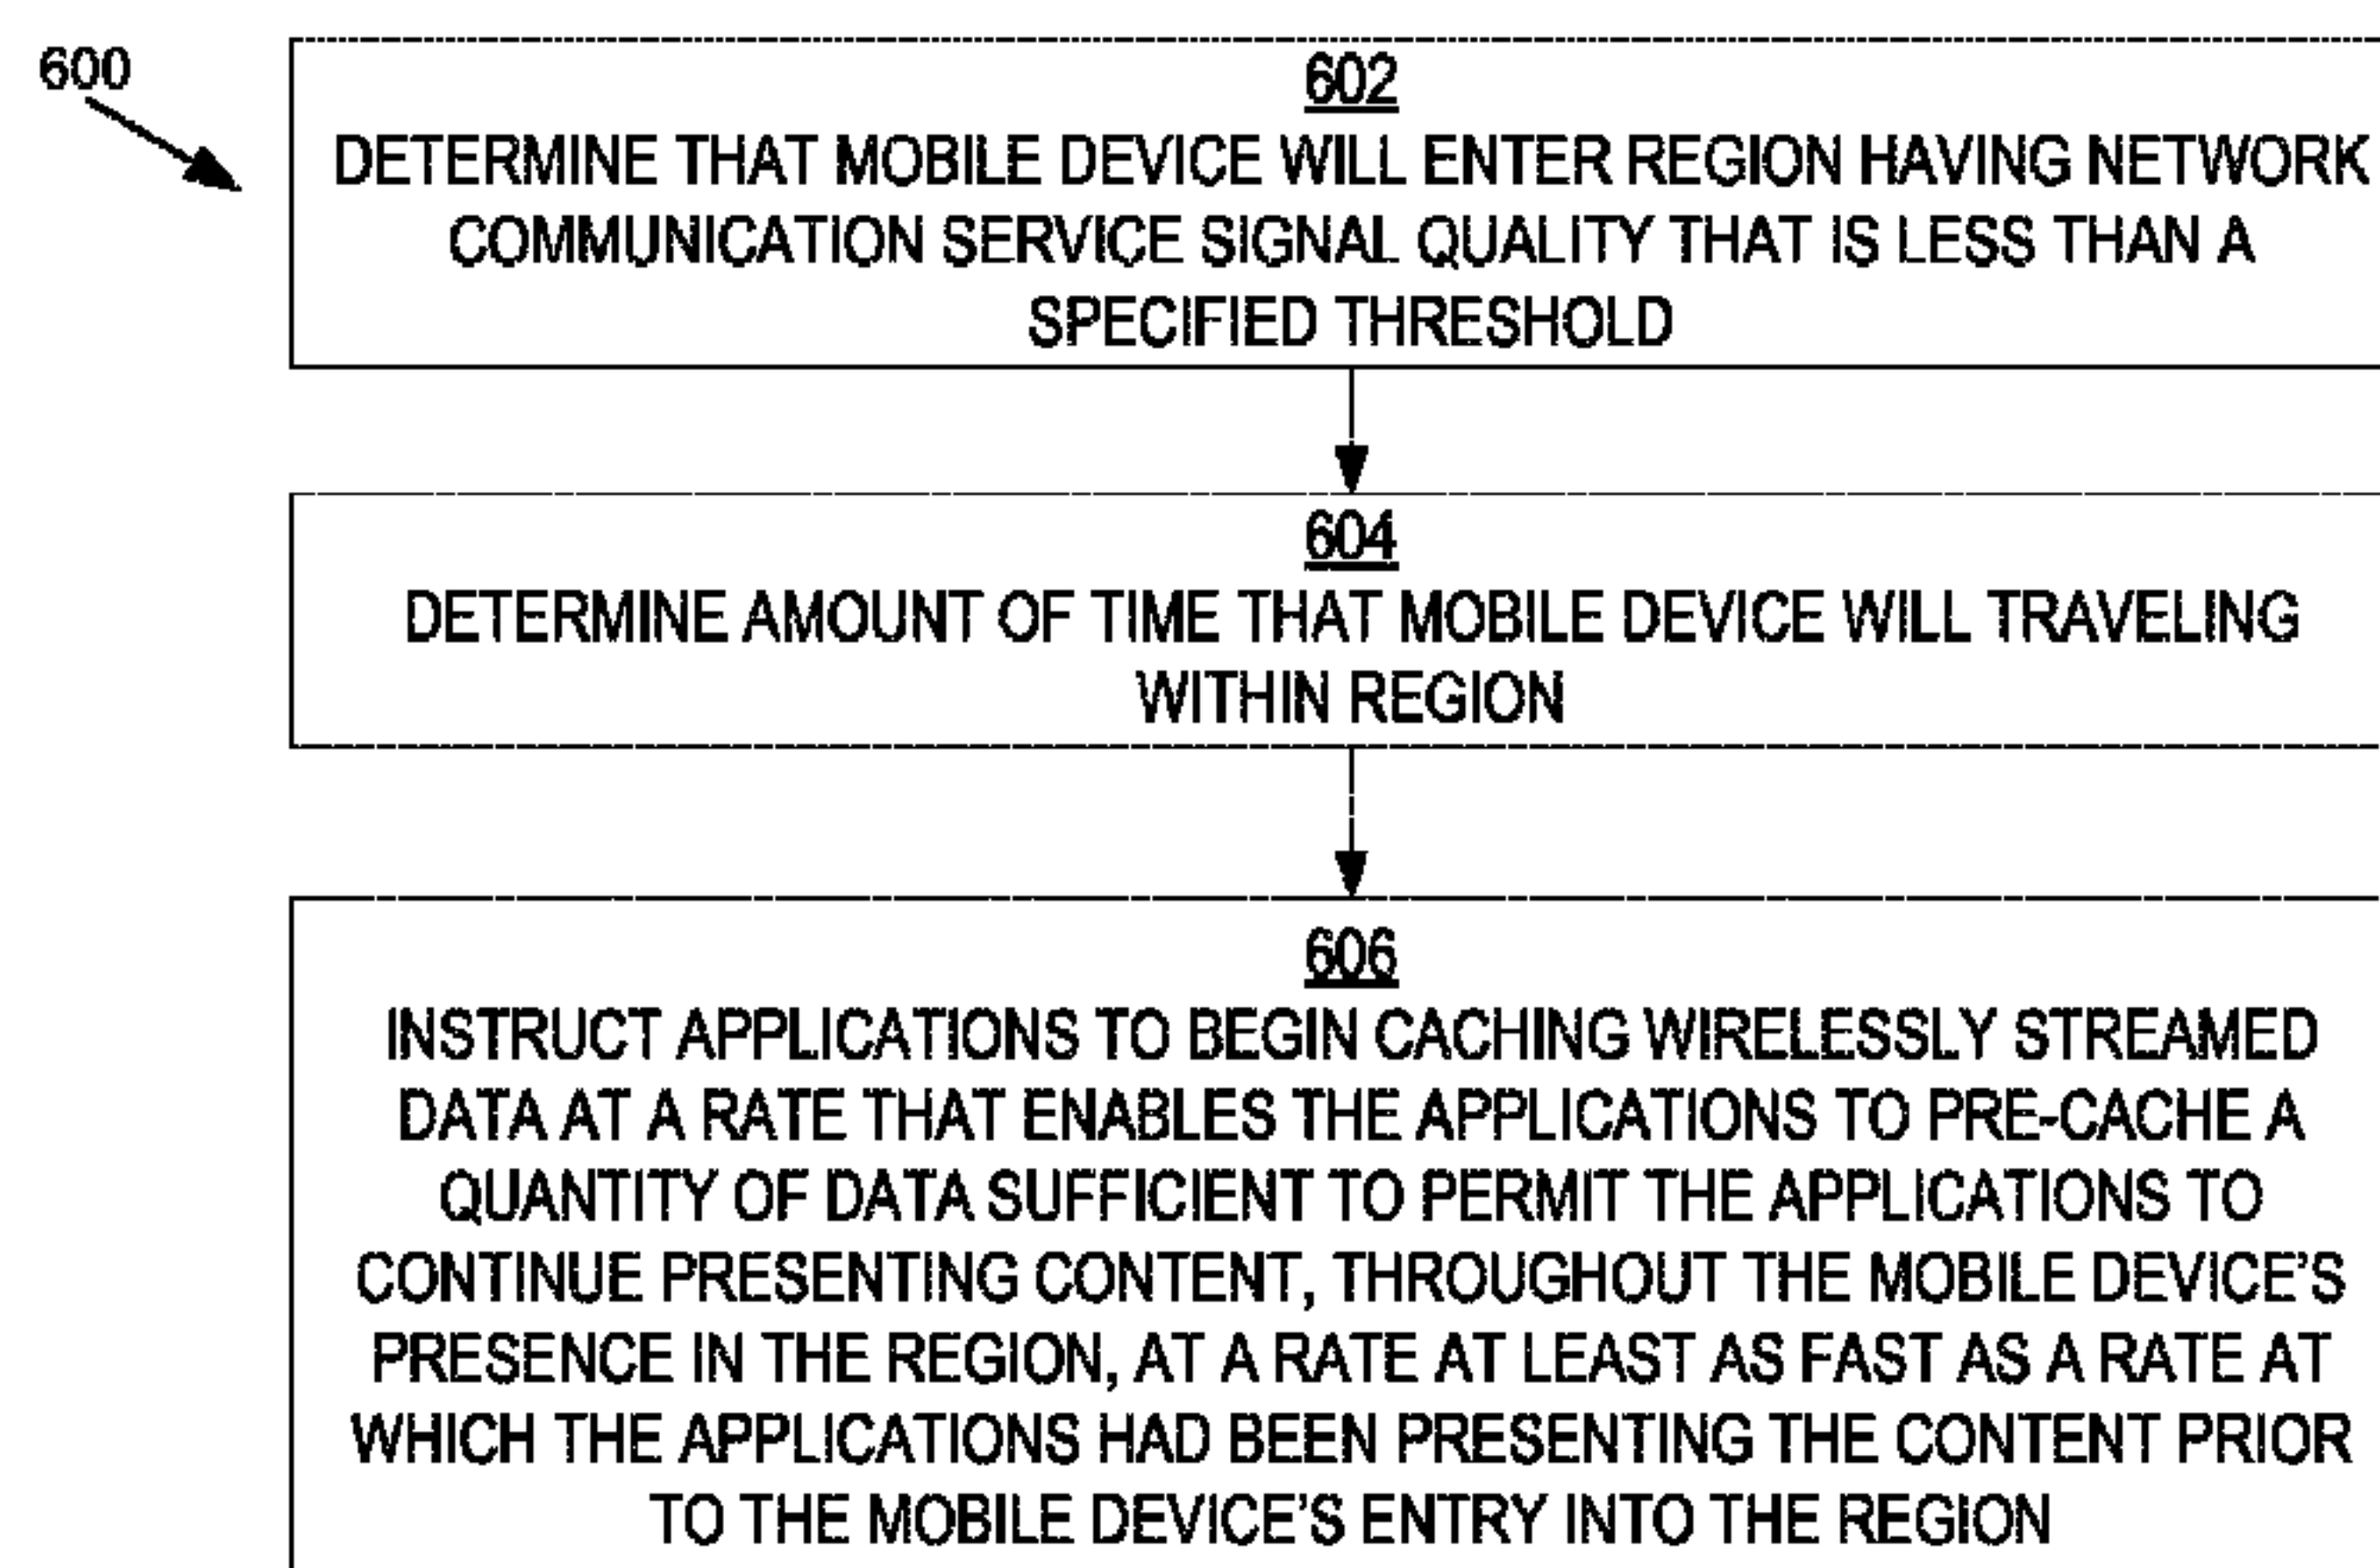 600
602
DETERMINE THAT MOBILE DEVICE WILL ENTER REGION HAVING NETWORK
COMMUNICATION SERVICE SIGNAL QUALITY THAT IS LESS THAN A
SPECIFIED THRESHOLD
604
DETERMINE AMOUNT OF TIME THAT MOBILE DEVICE WILL TRAVELING
WITHIN REGION
606
INSTRUCT APPLICATIONS TO BEGIN CACHING WIRELESSLY STREAMED
DATA AT A RATE THAT ENABLES THE APPLICATIONS TO PRE-CACHE A
QUANTITY OF DATA SUFFICIENT TO PERMIT THE APPLICATIONS TO
CONTINUE PRESENTING CONTENT, THROUGHOUT THE MOBILE DEVICE'S
PRESENCE IN THE REGION, AT A RATE AT LEAST AS FAST AS A RATE AT
WHICH THE APPLICATIONS HAD BEEN PRESENTING THE CONTENT PRIOR
TO THE MOBILE DEVICE'S ENTRY INTO THE REGION